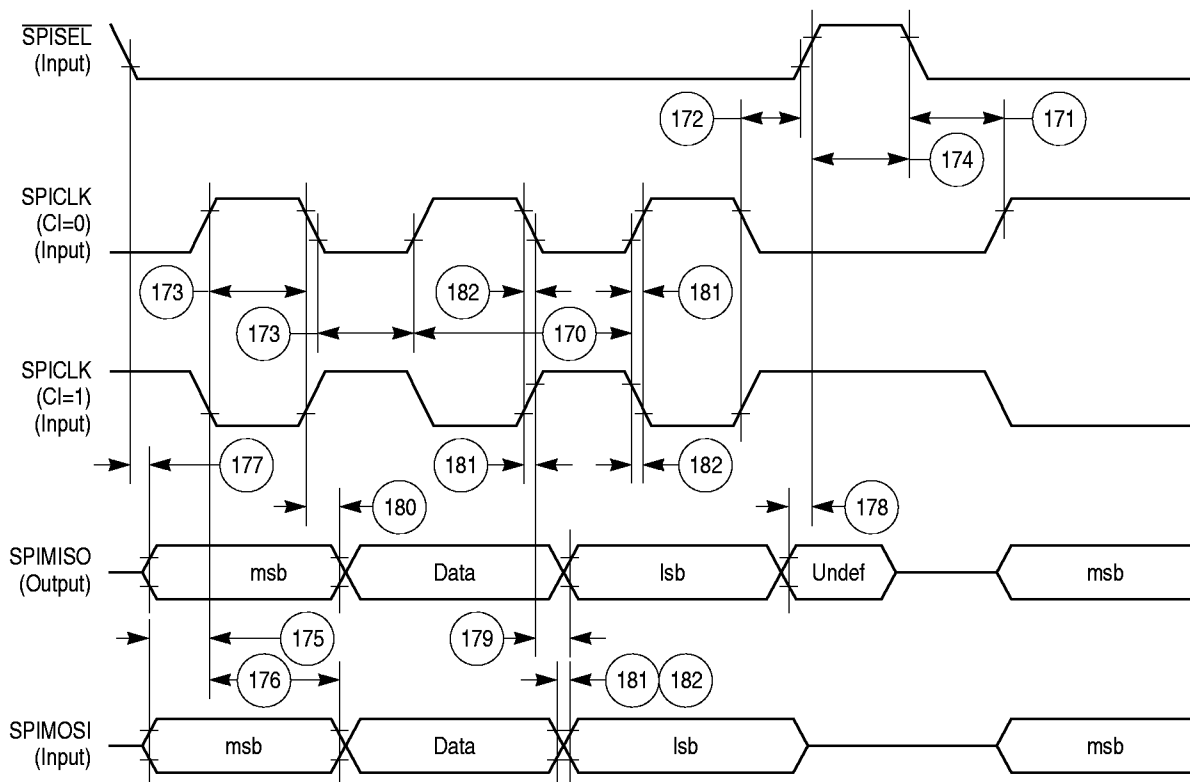 SPISEL
(Input)
172
171
174
SPICLK
(CI=0)
(Input)
173
182
181
173
170
SPICLK
(CI=1)
(Input)
177
181
182
180
178
SPIMISO
(Output)
msb
Data
lsb
Undef
msb
175
179
176
181
182
SPIMOSI
(Input)
msb
Data
lsb
msb